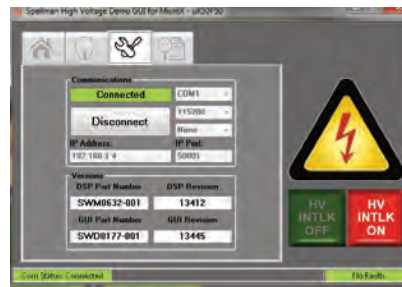 Spellman High Voltage Demo GUI for MicroX - uX50P50
Communications
Connected COM1
Disconnect 115200
None
IP Address: IP Port:
192.168.1.4 50001
Versions
DSP Part Number DSP Revision
SWM0632-001 13412
GUI Part Number GUI Revision
SWD0177-001 13445
HV INTLK OFF
HV INTLK ON
Com Status: Connected No Faults